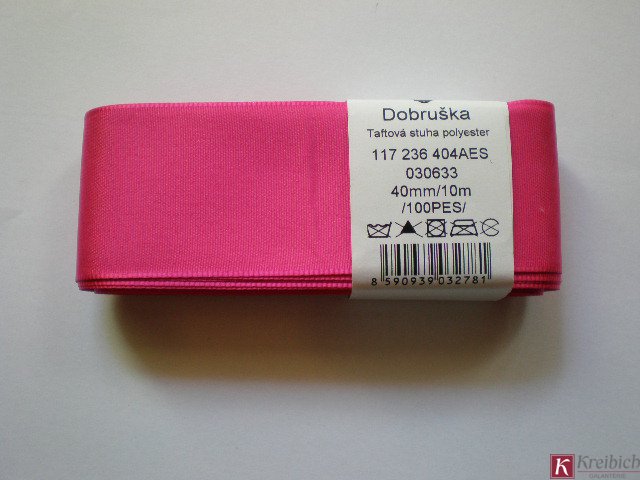 Dobruška
Taftová stuha polyester
117 236 404AES
030633
40mm/10m
/100PES/
8 590939 032781
K Kreibich
GALANTERIE